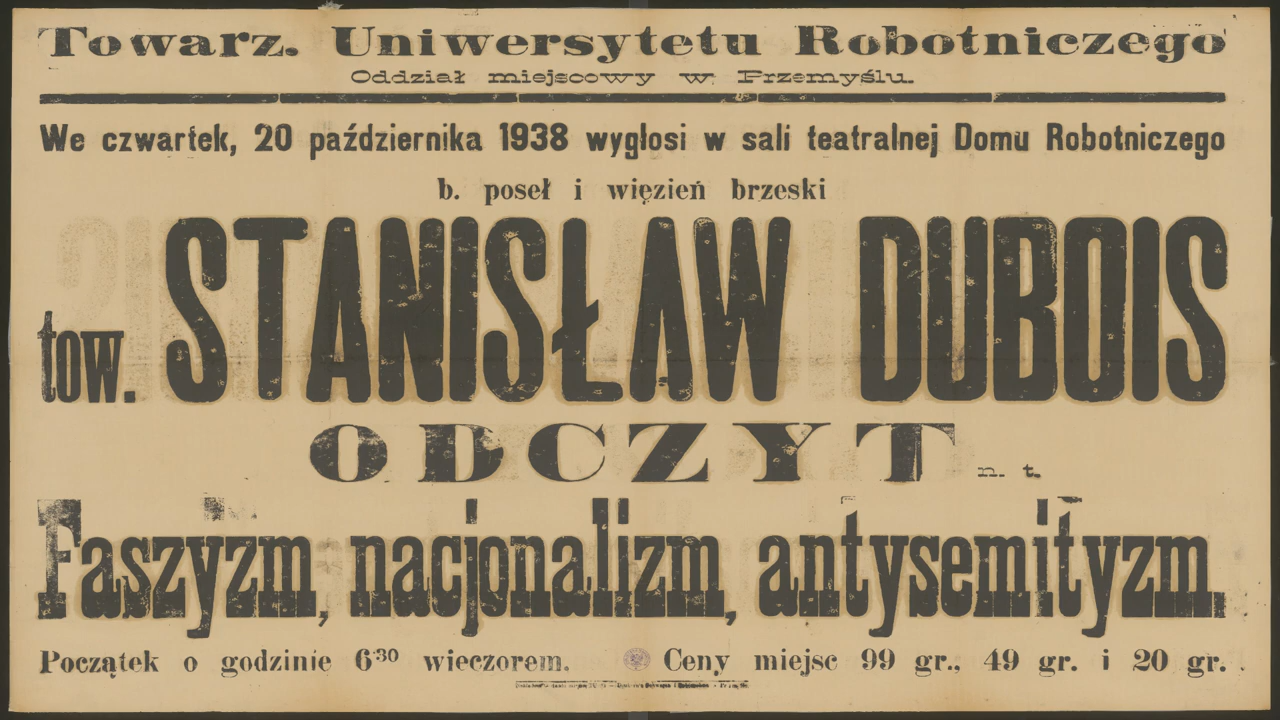 Towarz. Uniwersytetu Robotniczego
Oddział miejscowy w Przemyślu.
We czwartek, 20 października 1938 wygłosi w sali teatralnej Domu Robotniczego
b. poseł i więzień brzeski
tow. STANISŁAW DUBOIS
ODCZYT n. t.
Faszyzm, nacjonalizm, antysemityzm.
Początek o godzinie 6³⁰ wieczorem. Ceny miejsc 99 gr., 49 gr. i 20 gr.